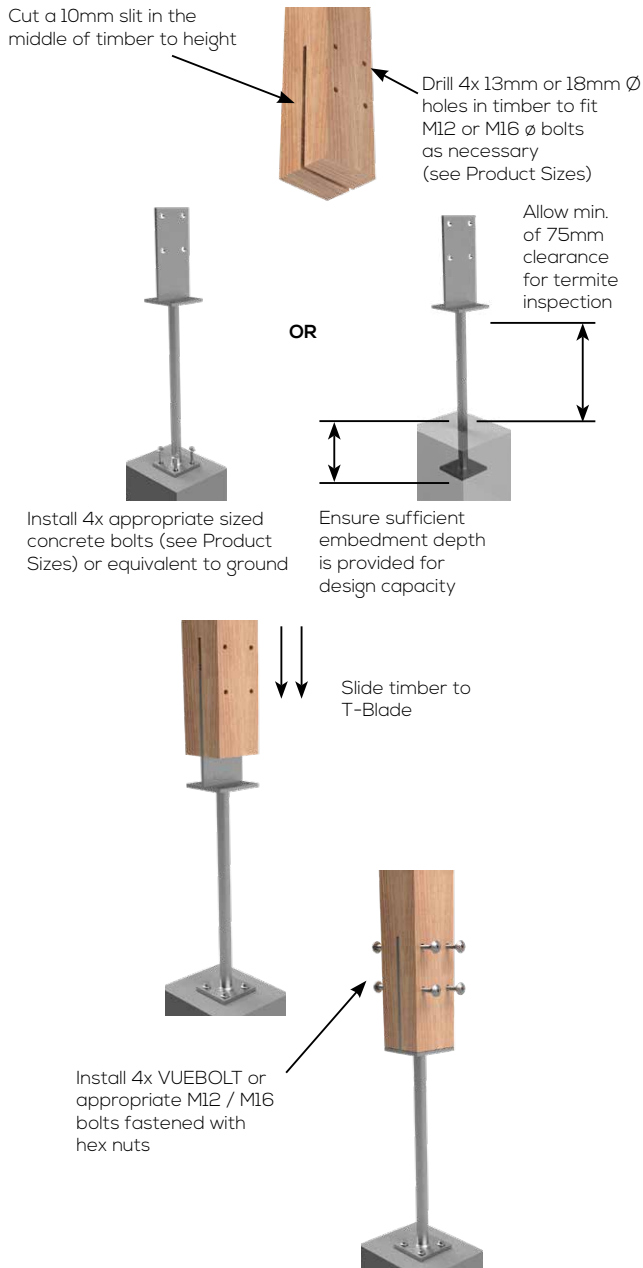 Cut a 10mm slit in the
middle of timber to height
Drill 4x 13mm or 18mm Ø
holes in timber to fit
M12 or M16 ø bolts
as necessary
(see Product Sizes)
Allow min.
of 75mm
clearance
for termite
inspection
OR
Install 4x appropriate sized
concrete bolts (see Product
Sizes) or equivalent to ground
Ensure sufficient
embedment depth
is provided for
design capacity
Slide timber to
T-Blade
Install 4x VUEBOLT or
appropriate M12 / M16
bolts fastened with
hex nuts